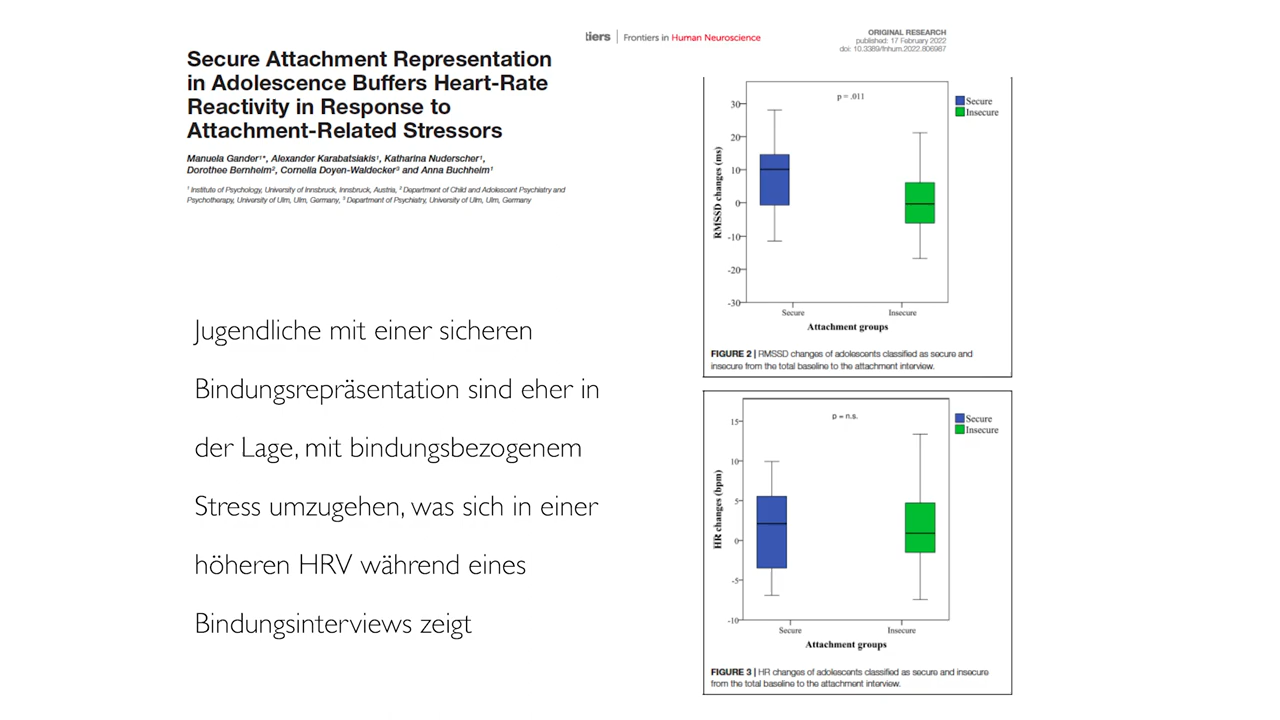 Secure Attachment Representation
in Adolescence Buffers Heart-Rate
Reactivity in Response to
Attachment-Related Stressors
Manuela Gander¹*, Alexander Karabatsiakis¹, Katharina Nuderscher¹,
Dorothee Bernheim², Cornelia Doyen-Waldecker³ and Anna Buchheim¹
¹ Institute of Psychology, University of Innsbruck, Innsbruck, Austria, ² Department of Child and Adolescent Psychiatry and
Psychotherapy, University of Ulm, Ulm, Germany, ³ Department of Psychiatry, University of Ulm, Ulm, Germany
tiers | Frontiers in Human Neuroscience
ORIGINAL RESEARCH
published: 17 February 2022
doi: 10.3389/fnhum.2022.806987
Jugendliche mit einer sicheren
Bindungsrepräsentation sind eher in
der Lage, mit bindungsbezogenem
Stress umzugehen, was sich in einer
höheren HRV während eines
Bindungsinterviews zeigt
p = .011
Secure
Insecure
RMSSD changes (ms)
30
20
10
0
-10
-20
-30
Secure Insecure
Attachment groups
FIGURE 2 | RMSSD changes of adolescents classified as secure and
insecure from the total baseline to the attachment interview.
p = n.s.
Secure
Insecure
HR changes (bpm)
15
10
5
0
-5
-10
Secure Insecure
Attachment groups
FIGURE 3 | HR changes of adolescents classified as secure and insecure
from the total baseline to the attachment interview.